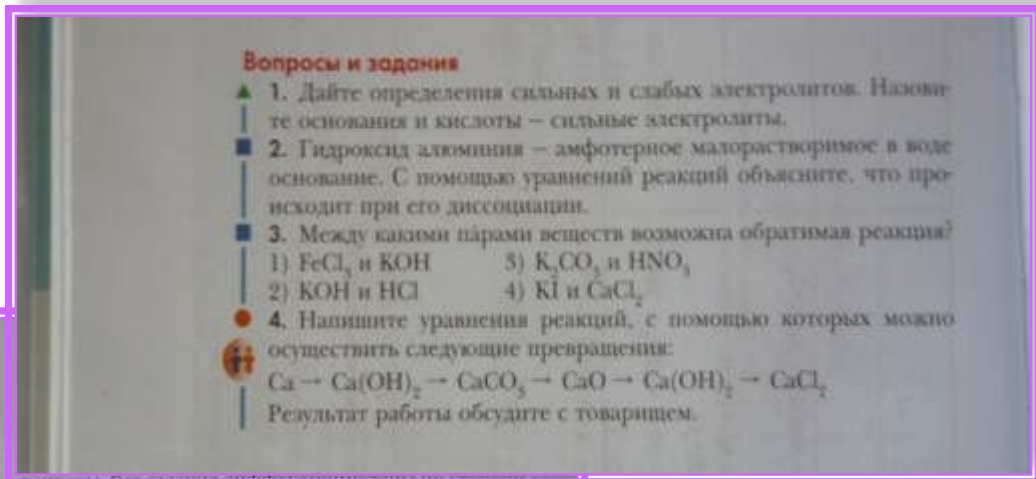 Вопросы и задания
1. Дайте определения сильных и слабых электролитов. Назови-
те основания и кислоты – сильные электролиты.
2. Гидроксид алюминия – амфотерное малорастворимое в воде
основание. С помощью уравнений реакций объясните, что про-
исходит при его диссоциации.
3. Между какими па́рами веществ возможна обратимая реакция?
1) FeCl₃ и KOH 3) K₂CO₃ и HNO₃
2) KOH и HCl 4) KI и CaCl₂
4. Напишите уравнения реакций, с помощью которых можно
осуществить следующие превращения:
Ca → Ca(OH)₂ → CaCO₃ → CaO → Ca(OH)₂ → CaCl₂
Результат работы обсудите с товарищем.